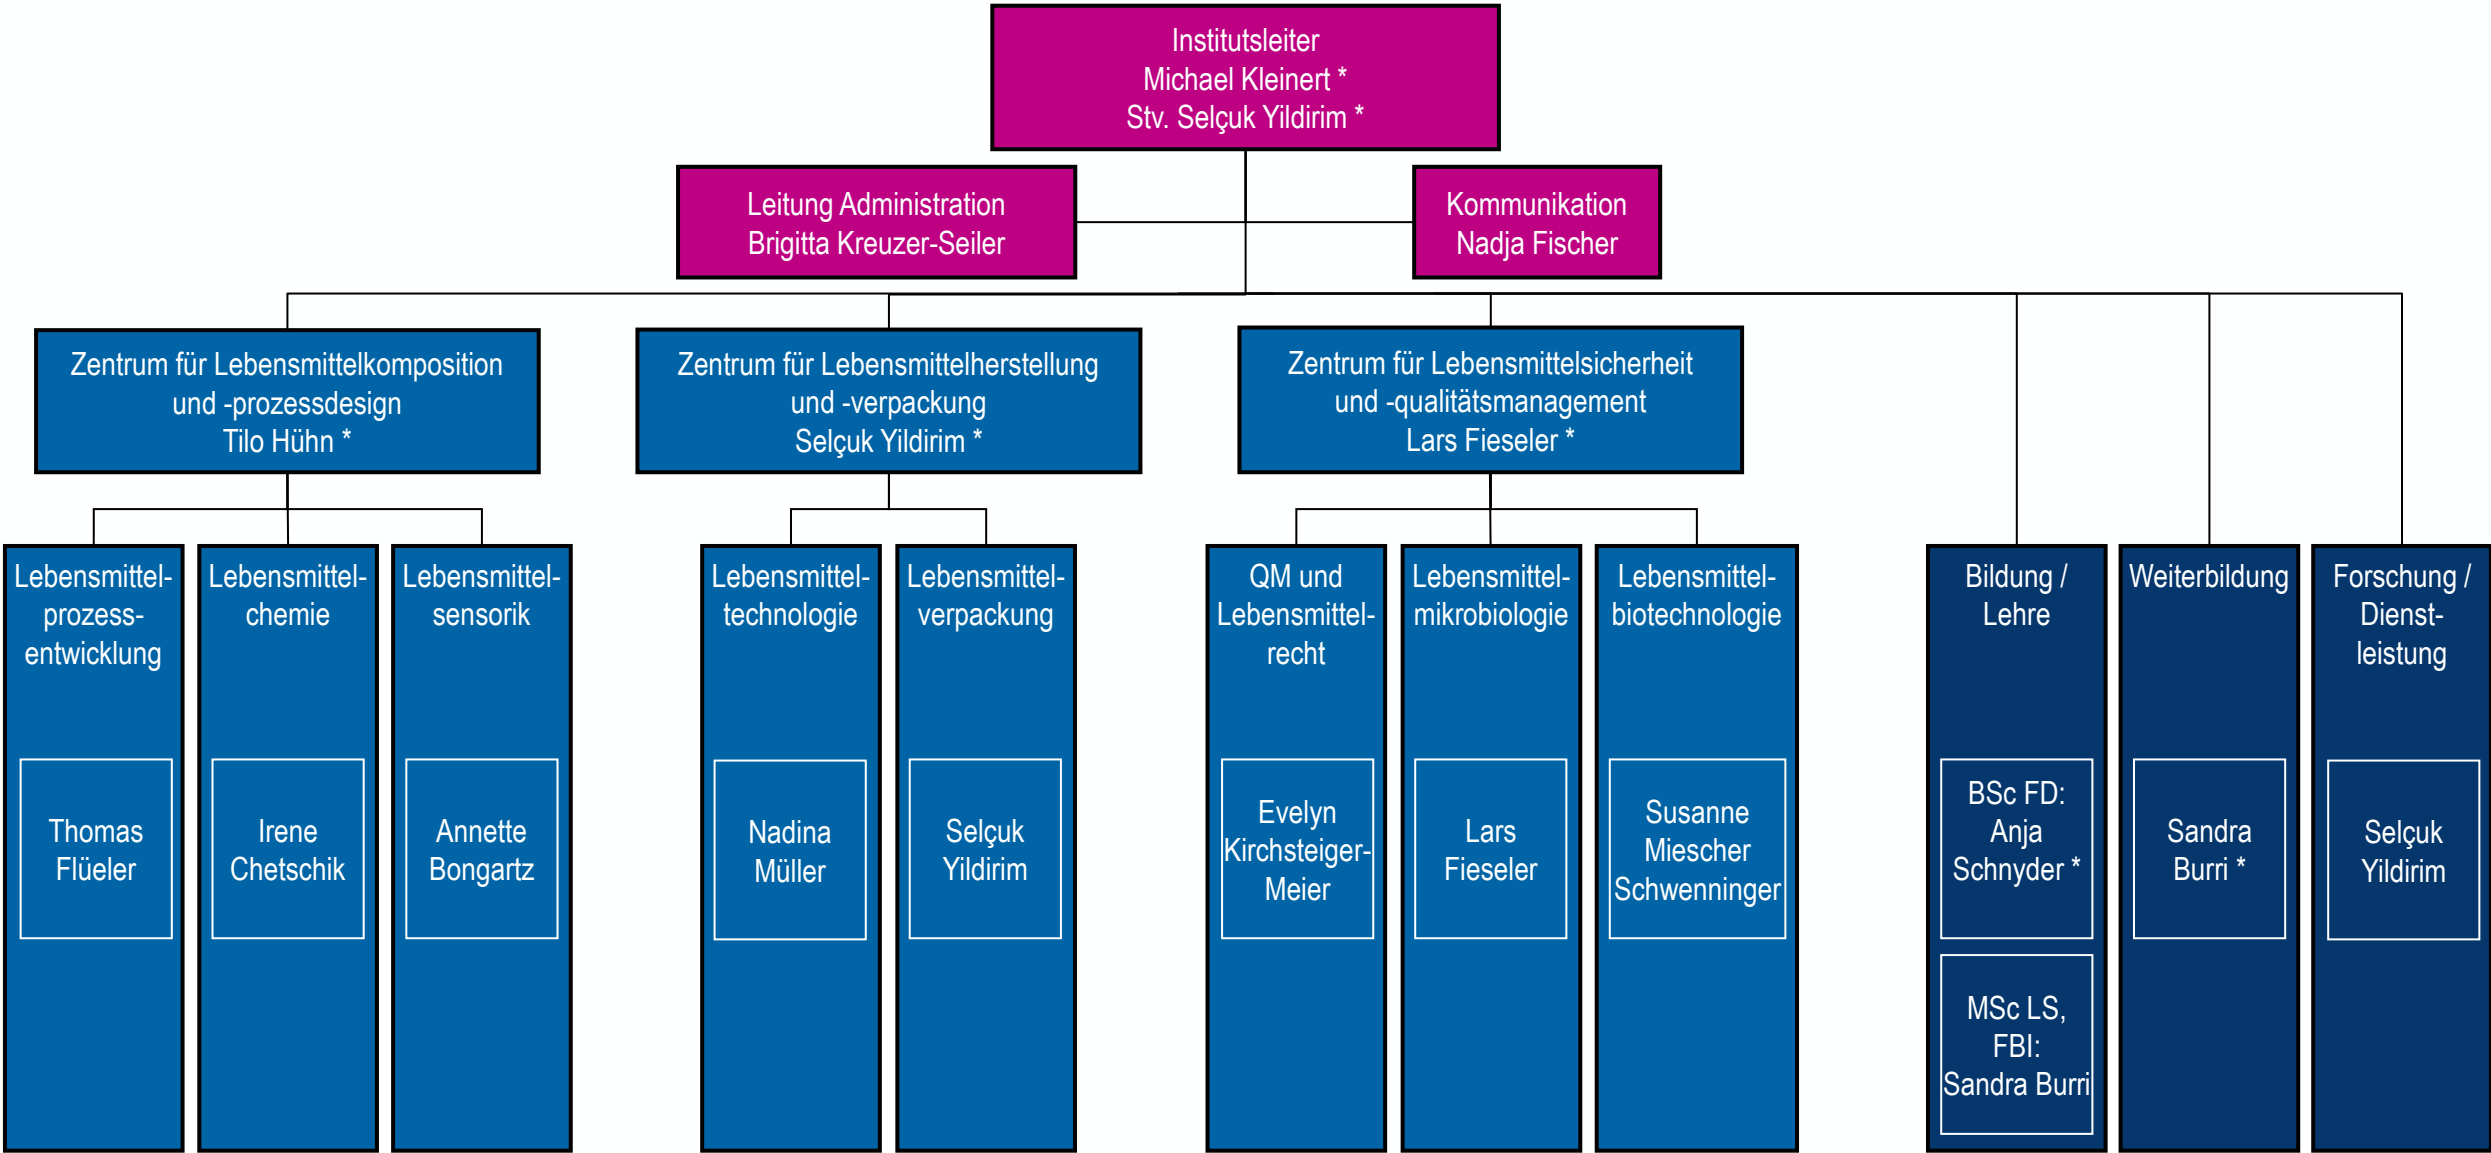 Institutsleiter
Michael Kleinert *
Stv. Selçuk Yildirim *
Leitung Administration
Brigitta Kreuzer-Seiler
Kommunikation
Nadja Fischer
Zentrum für Lebensmittelkomposition
und -prozessdesign
Tilo Hühn *
Zentrum für Lebensmittelherstellung
und -verpackung
Selçuk Yildirim *
Zentrum für Lebensmittelsicherheit
und -qualitätsmanagement
Lars Fieseler *
Lebensmittel-
prozess-
entwicklung
Thomas
Flüeler
Lebensmittel-
chemie
Irene
Chetschik
Lebensmittel-
sensorik
Annette
Bongartz
Lebensmittel-
technologie
Nadina
Müller
Lebensmittel-
verpackung
Selçuk
Yildirim
QM und
Lebensmittel-
recht
Evelyn
Kirchsteiger-
Meier
Lebensmittel-
mikrobiologie
Lars
Fieseler
Lebensmittel-
biotechnologie
Susanne
Miescher
Schwenninger
Bildung /
Lehre
BSc FD:
Anja
Schnyder *
MSc LS,
FBI:
Sandra Burri
Weiterbildung
Sandra
Burri *
Forschung /
Dienst-
leistung
Selçuk
Yildirim